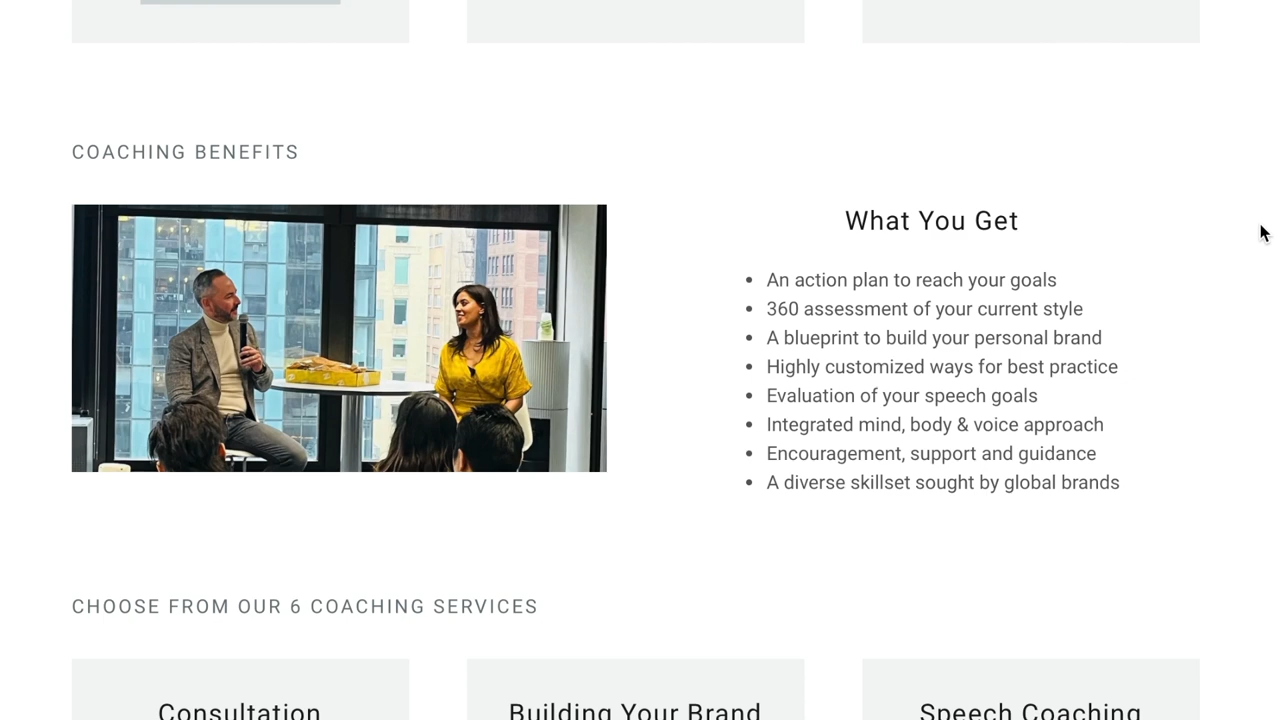 COACHING BENEFITS
What You Get
An action plan to reach your goals
360 assessment of your current style
A blueprint to build your personal brand
Highly customized ways for best practice
Evaluation of your speech goals
Integrated mind, body & voice approach
Encouragement, support and guidance
A diverse skillset sought by global brands
CHOOSE FROM OUR 6 COACHING SERVICES
Consultation
Building Your Brand
Speech Coaching